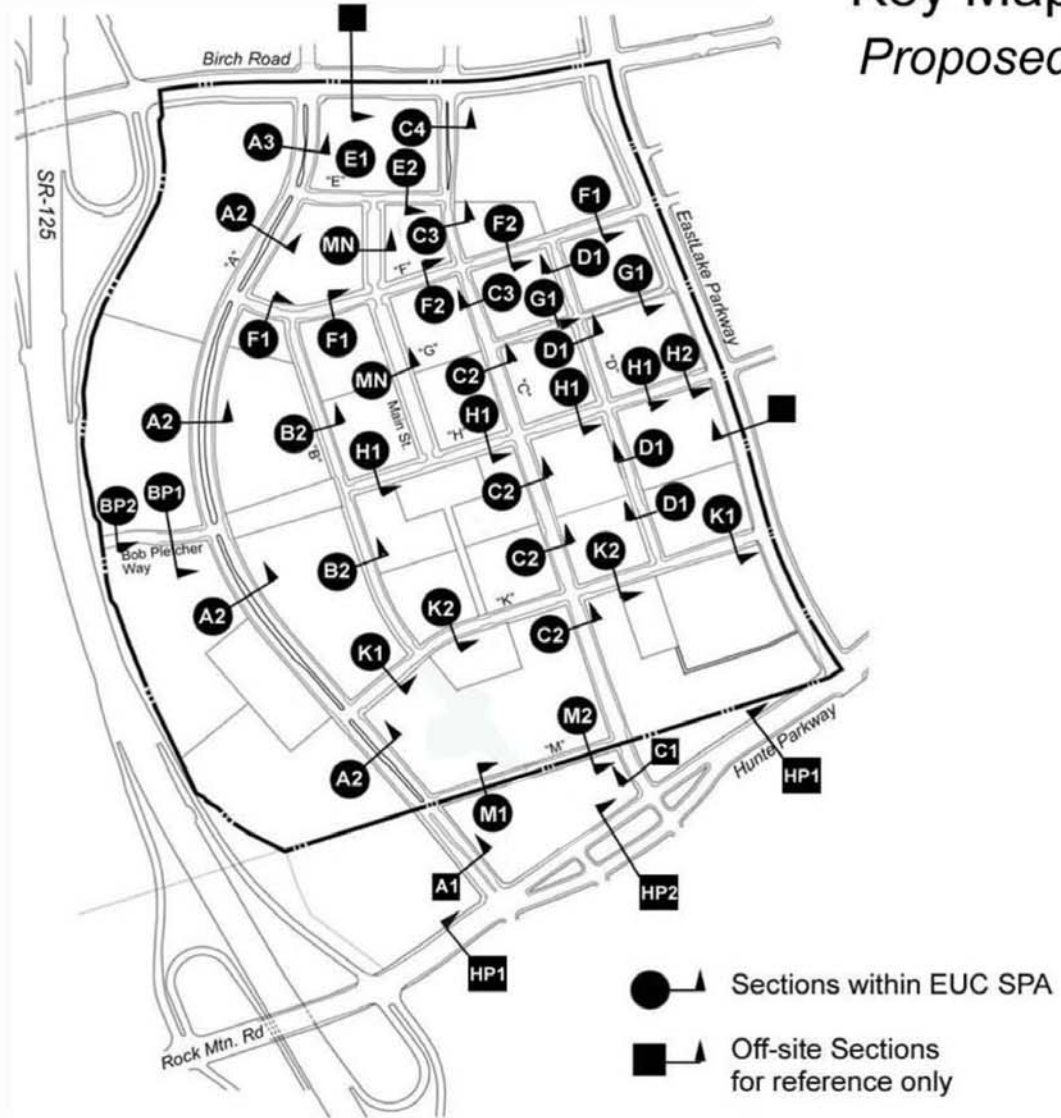 Key Map
Proposed
Birch Road
C4
A3
E1
E2
"E"
SR-125
A2
F1
EastLake Parkway
MN
C3
F2
"A"
"F"
D1
G1
F2
C3
G1
F1
F1
"G"
D1
MN
C2
"D"
H1
H2
"C"
H1
Main St.
A2
B2
"B"
H1
"H"
H1
D1
BP2
BP1
C2
D1
K1
Bob Pletcher
Way
B2
C2
K2
A2
K2
"K"
C2
K1
M2
"M"
C1
Hunte Parkway
A2
HP1
M1
A1
HP2
HP1
Sections within EUC SPA
Rock Mtn. Rd
Off-site Sections
for reference only